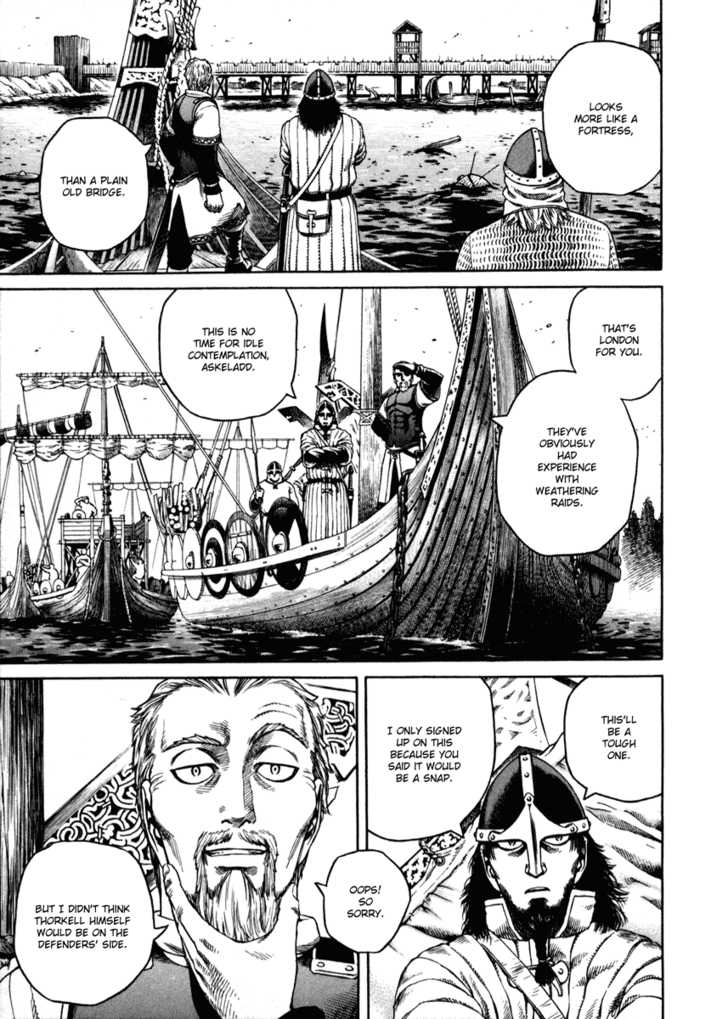 LOOKS
MORE LIKE A
FORTRESS,
THAN A PLAIN
OLD BRIDGE.
THAT'S
LONDON
FOR YOU.
THEY'VE
OBVIOUSLY
HAD
EXPERIENCE
WITH
WEATHERING
RAIDS.
THIS IS NO
TIME FOR IDLE
CONTEMPLATION,
ASKELADD.
THIS'LL
BE A
TOUGH
ONE.
I ONLY SIGNED
UP ON THIS
BECAUSE YOU
SAID IT WOULD
BE A SNAP.
OOPS!
SO
SORRY.
BUT I DIDN'T THINK
THORKELL HIMSELF
WOULD BE ON THE
DEFENDERS' SIDE.